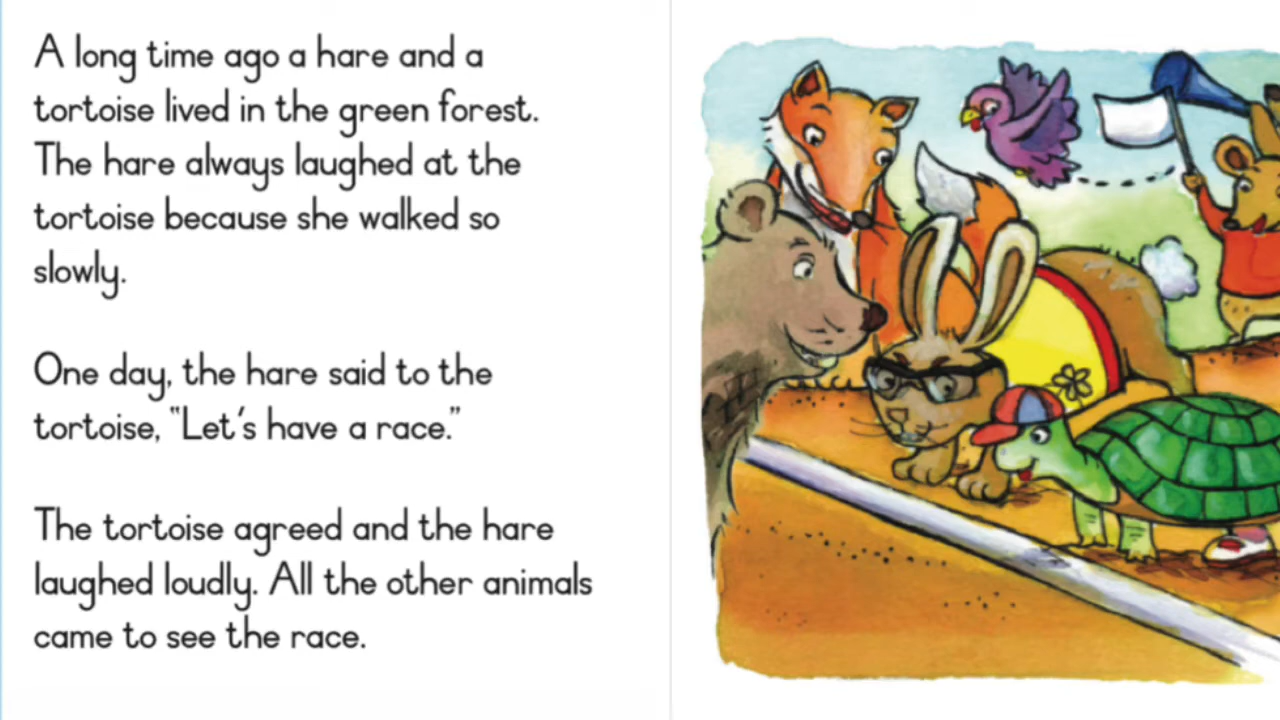 A long time ago a hare and a
tortoise lived in the green forest.
The hare always laughed at the
tortoise because she walked so
slowly.
One day, the hare said to the
tortoise, "Let's have a race."
The tortoise agreed and the hare
laughed loudly. All the other animals
came to see the race.